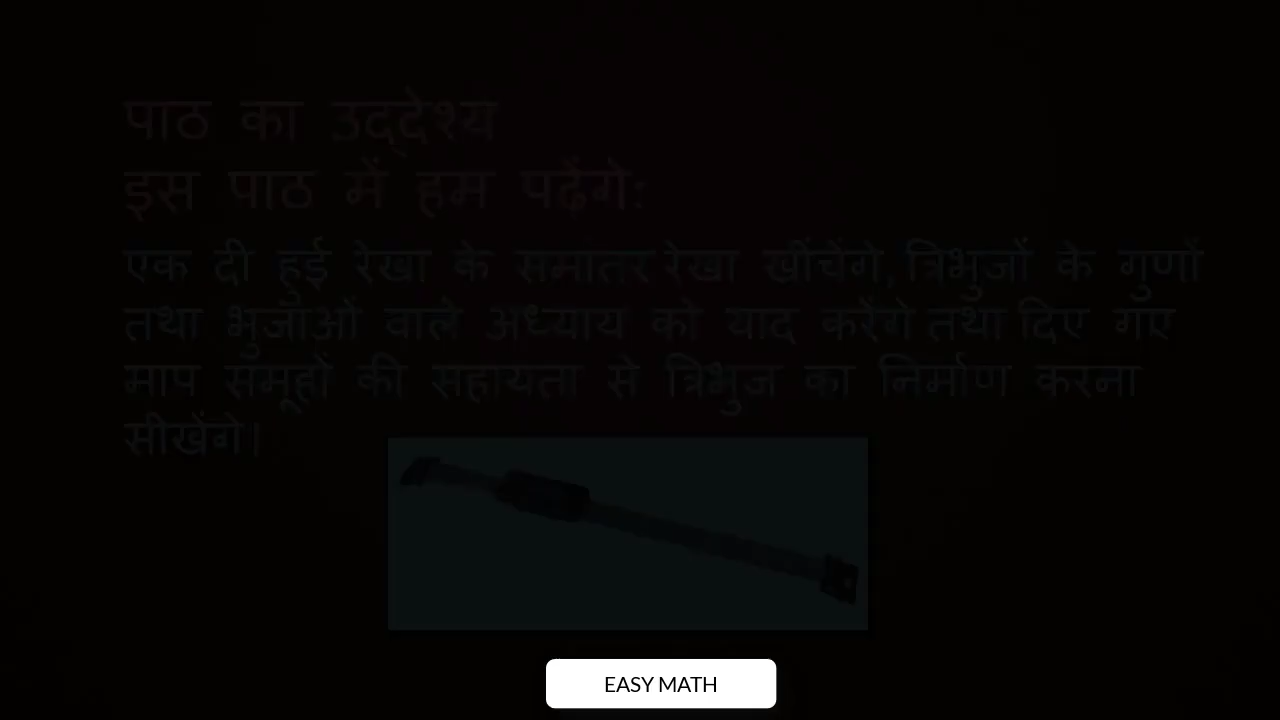 पाठ का उद्देश्य
इस पाठ में हम पढ़ेंगे:
एक दी हुई रेखा के समांतर रेखा खींचेंगे, त्रिभुजों के गुणों
तथा भुजाओं वाले अध्याय को याद करेंगे तथा दिए गए
माप समूहों की सहायता से त्रिभुज का निर्माण करना
सीखेंगे।
EASY MATH